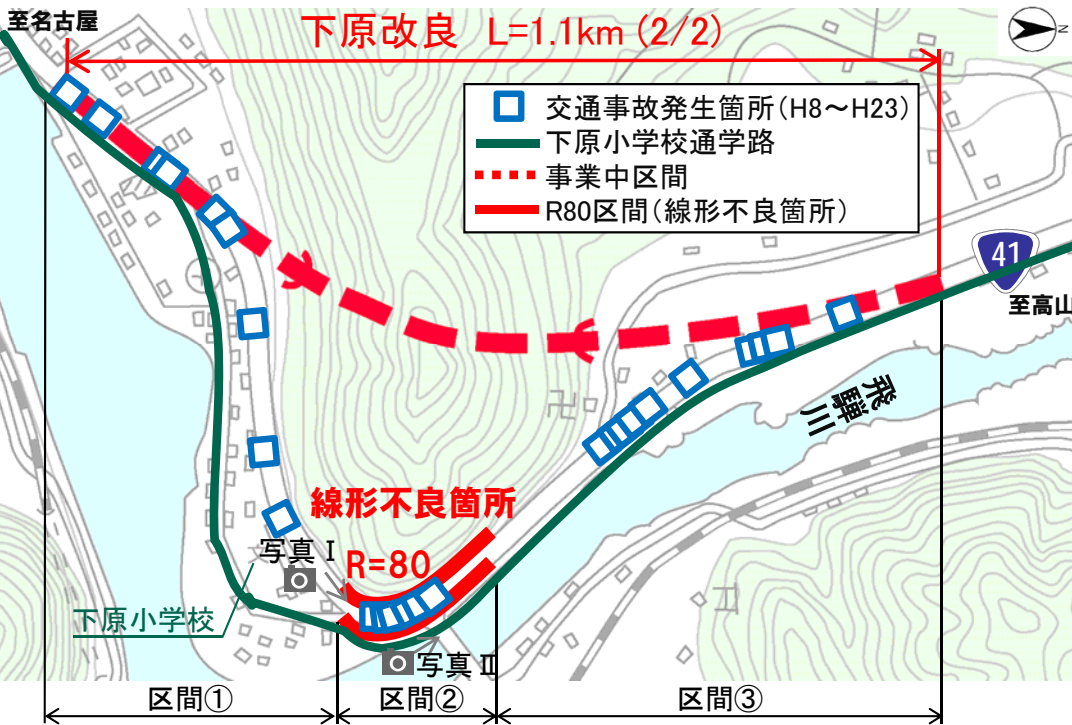 至名古屋
下原改良 L=1.1km (2/2)
N
交通事故発生箇所(H8～H23)
下原小学校通学路
事業中区間
R80区間(線形不良箇所)
41
至高山
飛騨川
線形不良箇所
写真Ⅰ
R=80
下原小学校
写真Ⅱ
区間①
区間②
区間③